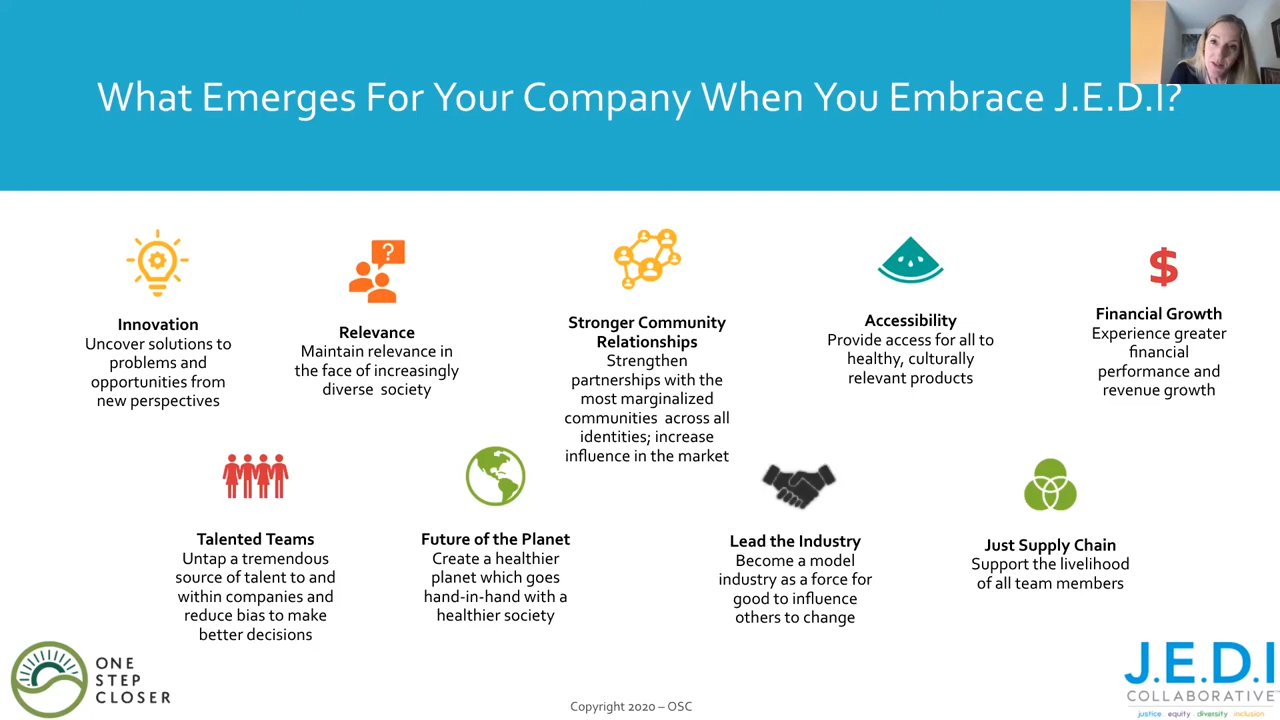 What Emerges For Your Company When You Embrace J.E.D.I?
?
Innovation
Uncover solutions to
problems and
opportunities from
new perspectives
Relevance
Maintain relevance in
the face of increasingly
diverse society
Stronger Community
Relationships
Strengthen
partnerships with the
most marginalized
communities across all
identities; increase
influence in the market
Accessibility
Provide access for all to
healthy, culturally
relevant products
$
Financial Growth
Experience greater
financial
performance and
revenue growth
Talented Teams
Untap a tremendous
source of talent to and
within companies and
reduce bias to make
better decisions
Future of the Planet
Create a healthier
planet which goes
hand-in-hand with a
healthier society
Lead the Industry
Become a model
industry as a force for
good to influence
others to change
Just Supply Chain
Support the livelihood
of all team members
ONE
STEP
CLOSER
Copyright 2020 – OSC
J.E.D.I
COLLABORATIVE™
justice . equity . diversity . inclusion